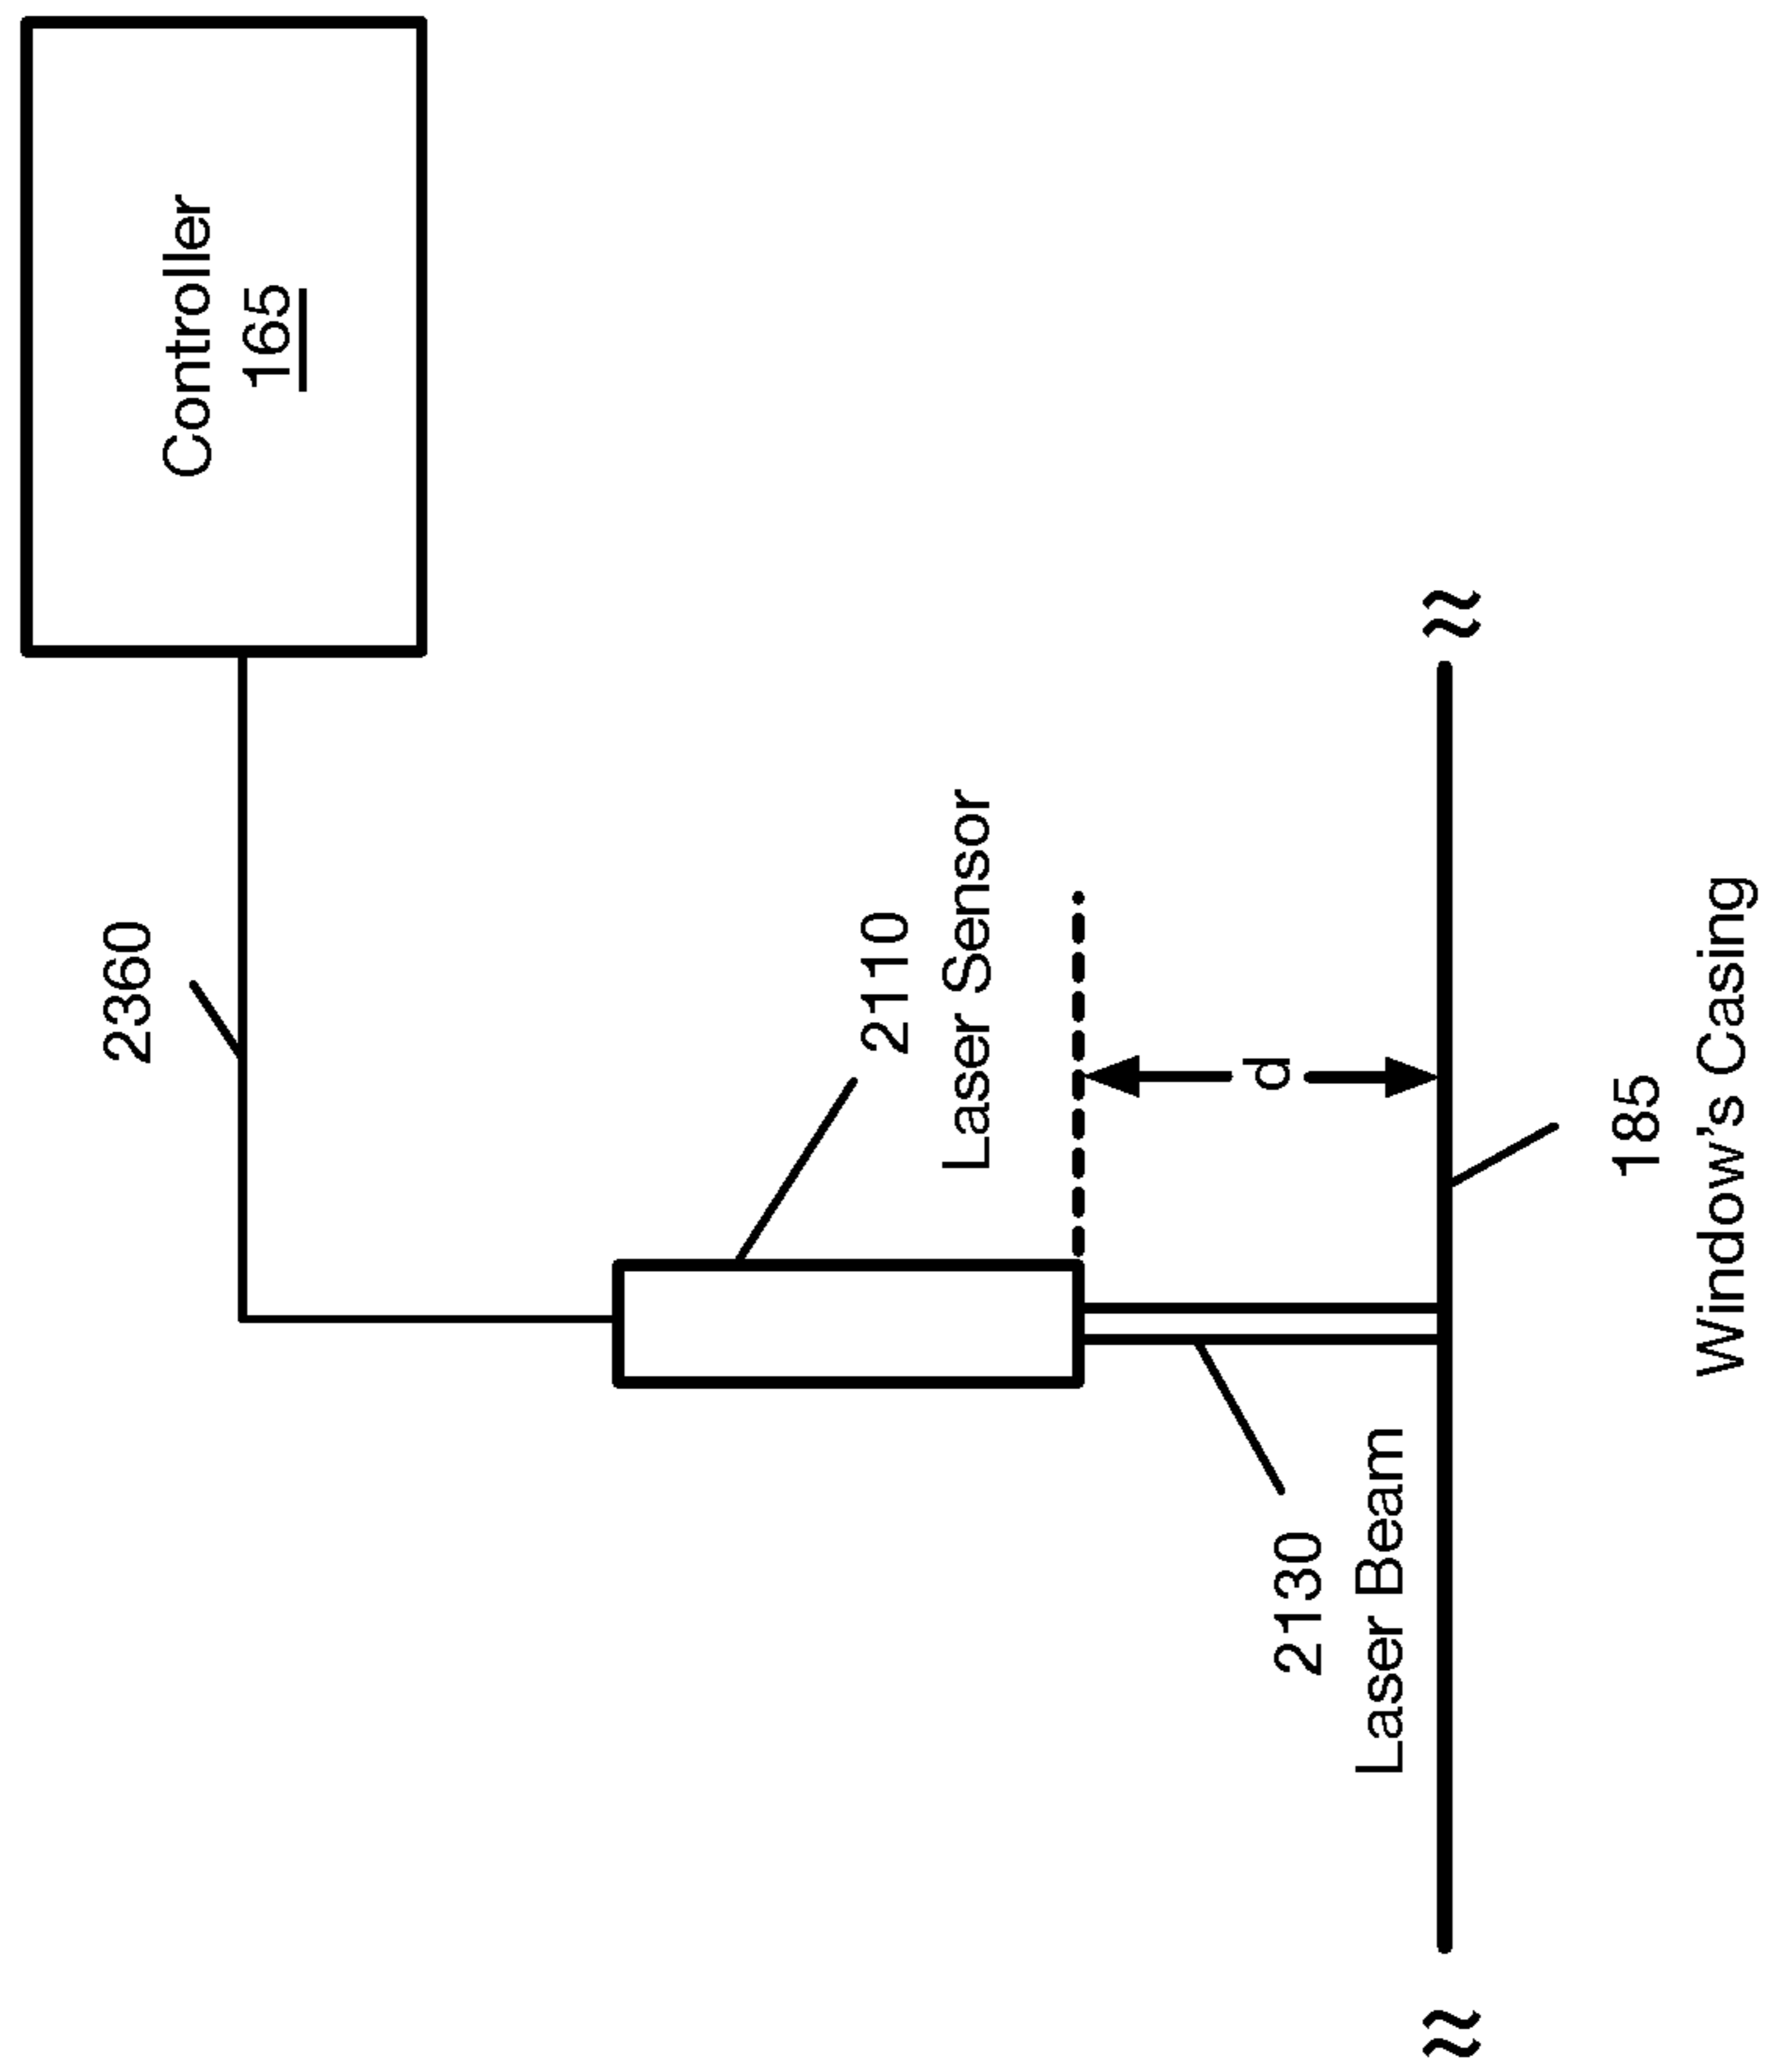 Controller
165
2360
2110
Laser Sensor
d
2130
Laser Beam
185
Window's Casing